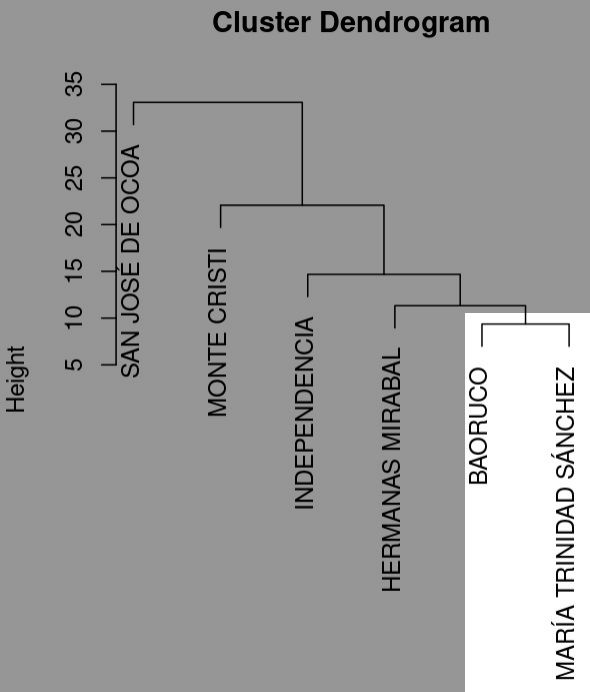 Cluster Dendrogram
Height
35
30
25
20
15
10
5
SAN JOSÉ DE OCOA
MONTE CRISTI
INDEPENDENCIA
HERMANAS MIRABAL
BAORUCO
MARÍA TRINIDAD SÁNCHEZ